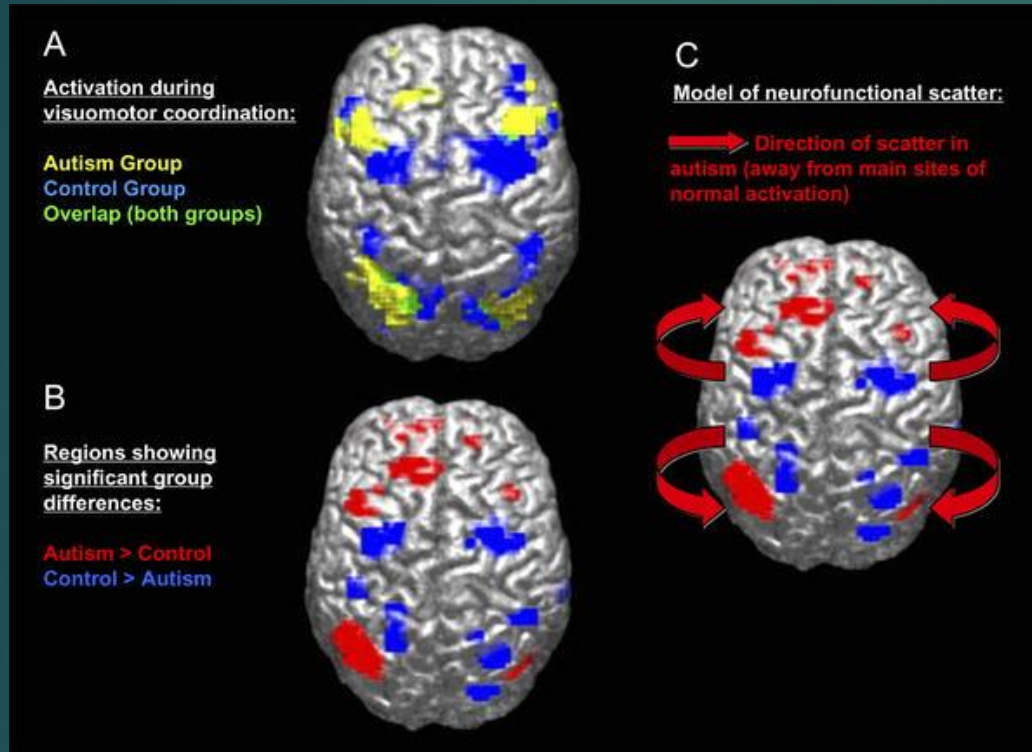 A
Activation during
visuomotor coordination:
Autism Group
Control Group
Overlap (both groups)
B
Regions showing
significant group
differences:
Autism > Control
Control > Autism
C
Model of neurofunctional scatter:
Direction of scatter in
autism (away from main sites of
normal activation)